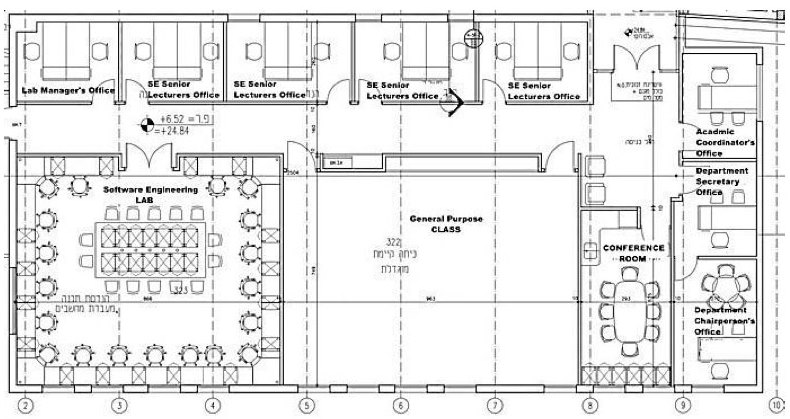 Lab Manager's Office
SE Senior
Lecturers Office
SE Senior
Lecturers Office
SE Senior
Lecturers Office
SE Senior
Lecturers Office
+6.52 = פ.ר
=+24.84
Acadmic
Coordinator's
Office
Department
Secretary
Office
Software Engineering
LAB
General Purpose
CLASS
322
כיתה קיימת
מוגדלת
CONFERENCE
ROOM
323
הנדסת תכנה
מעבדת מחשבים
963
293
Department
Chairperson's
Office
2
3
4
5
6
7
8
9
10